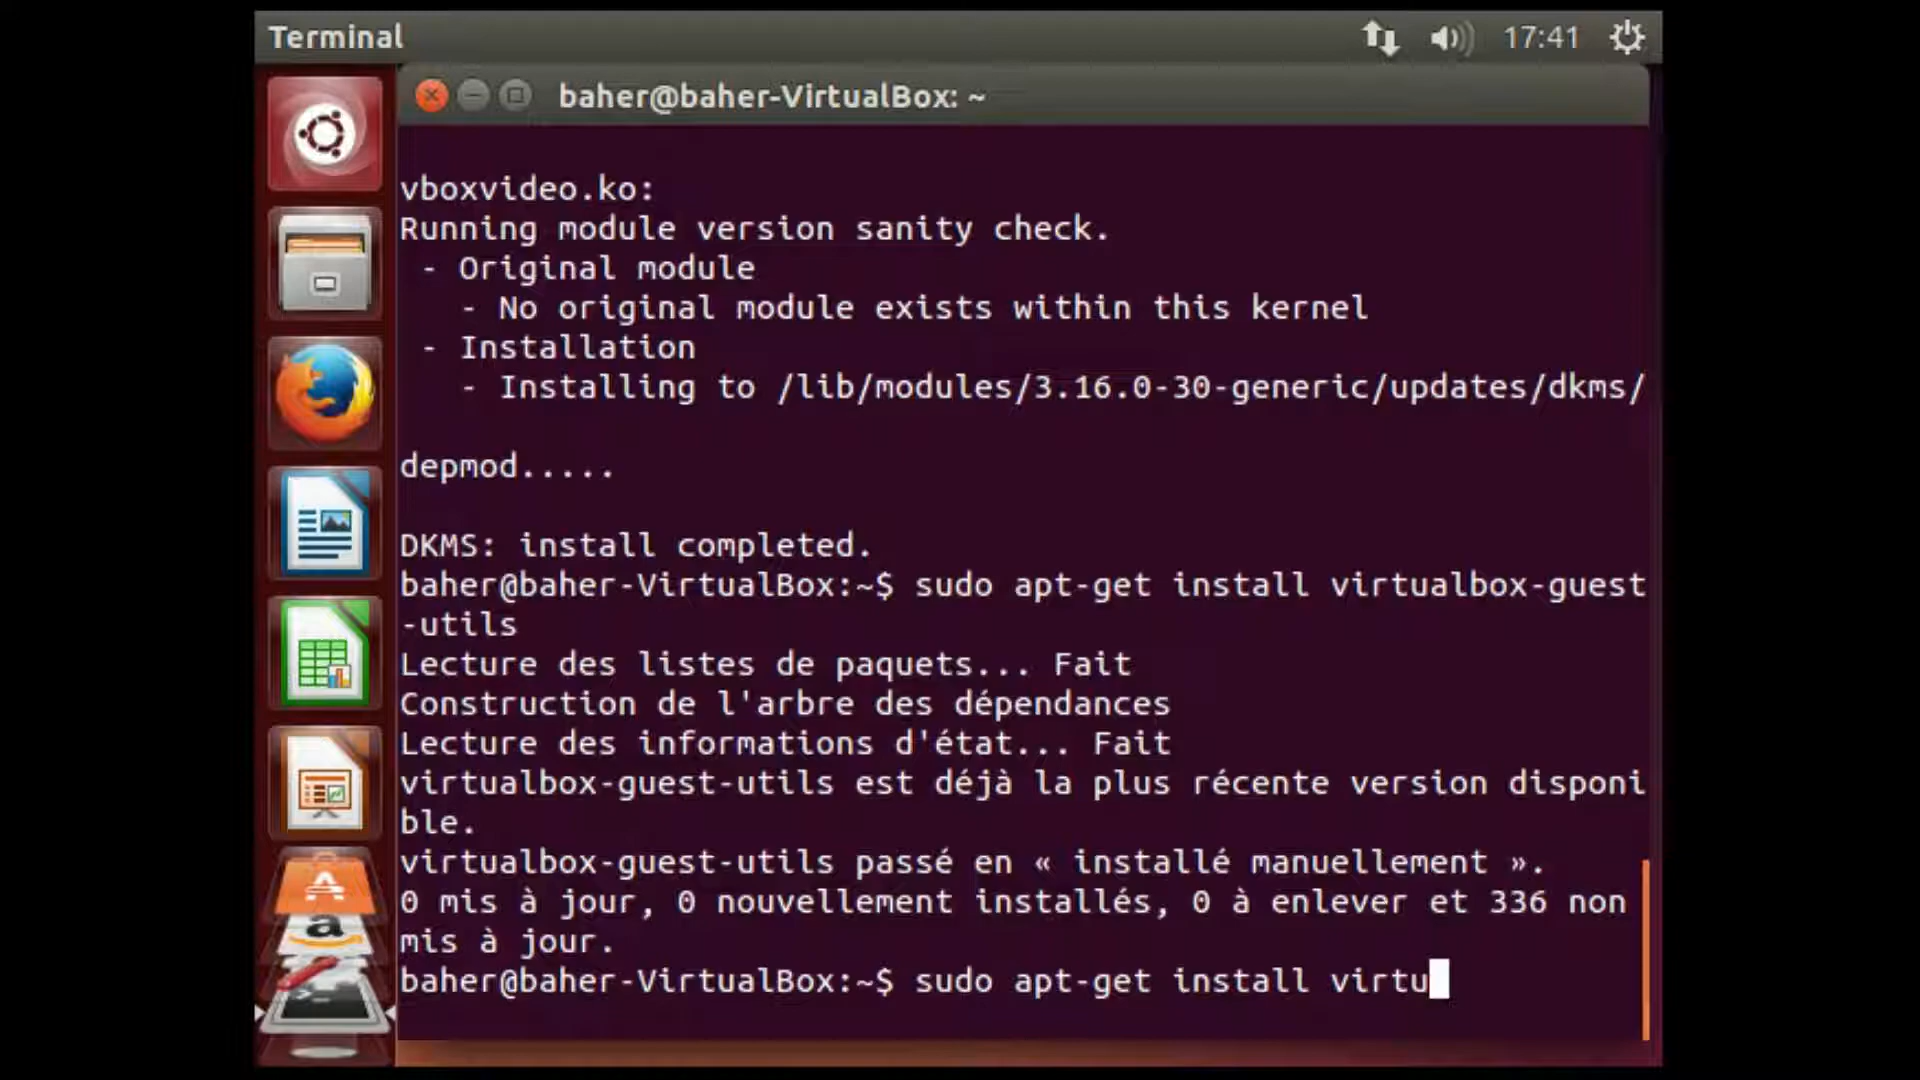 Terminal
17:41
baher@baher-VirtualBox: ~
vboxvideo.ko:
Running module version sanity check.
- Original module
- No original module exists within this kernel
- Installation
- Installing to /lib/modules/3.16.0-30-generic/updates/dkms/
depmod.....
DKMS: install completed.
baher@baher-VirtualBox:~$ sudo apt-get install virtualbox-guest
-utils
Lecture des listes de paquets... Fait
Construction de l'arbre des dépendances
Lecture des informations d'état... Fait
virtualbox-guest-utils est déjà la plus récente version disponi
ble.
virtualbox-guest-utils passé en « installé manuellement ».
0 mis à jour, 0 nouvellement installés, 0 à enlever et 336 non
mis à jour.
baher@baher-VirtualBox:~$ sudo apt-get install virtu